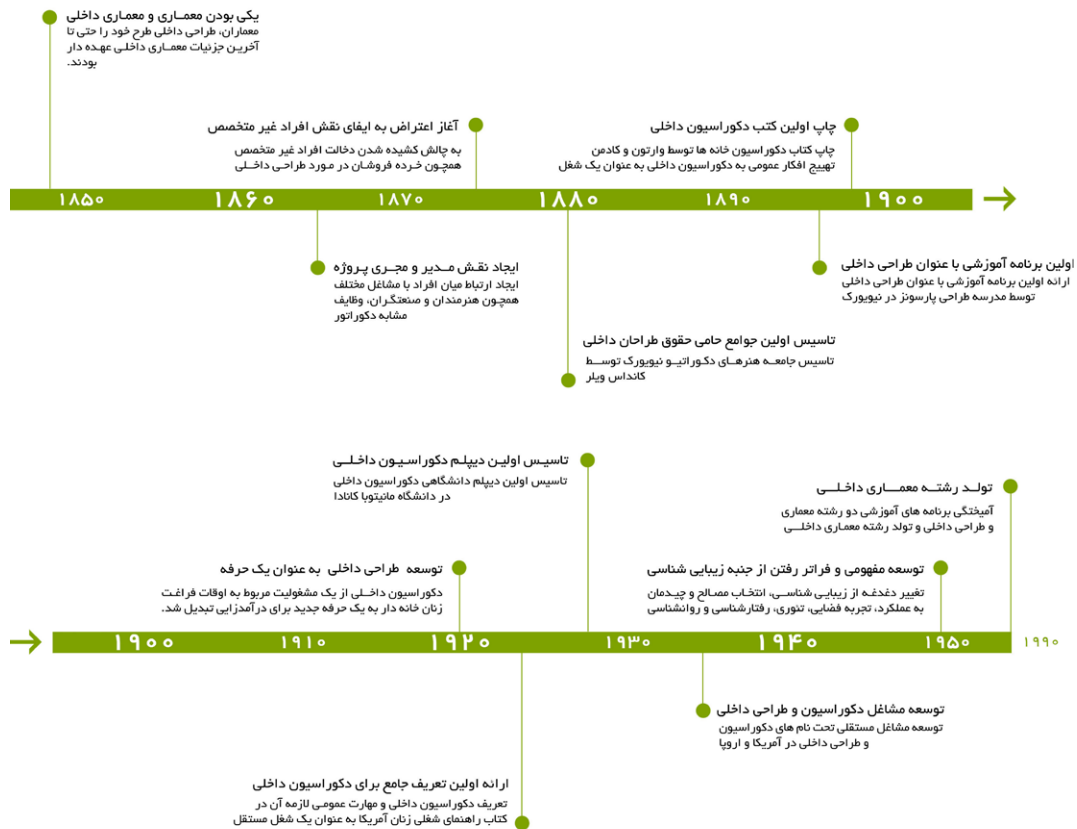 یکی بودن معماری و معماری داخلی
معماران، طراحی داخلی طرح خود را حتی تا
آخرین جزئیات معماری داخلی عهده دار
بودند.
آغاز اعتراض به ایفای نقش افراد غیر متخصص
به چالش کشیده شدن دخالت افراد غیر متخصص
همچون خرده فروشان در مورد طراحی داخلی
چاپ اولین کتب دکوراسیون داخلی
چاپ کتاب دکوراسیون خانه ها توسط وارتون و کادمن
تهییج افکار عمومی به دکوراسیون داخلی به عنوان یک شغل
۱۸۵۰ ۱۸۶۰ ۱۸۷۰ ۱۸۸۰ ۱۸۹۰ ۱۹۰۰
ایجاد نقش مدیر و مجری پروژه
ایجاد ارتباط میان افراد با مشاغل مختلف
همچون هنرمندان و صنعتگران، وظایف
مشابه دکوراتور
اولین برنامه آموزشی با عنوان طراحی داخلی
ارائه اولین برنامه آموزشی با عنوان طراحی داخلی
توسط مدرسه طراحی پارسونز در نیویورک
تاسیس اولین جوامع حامی حقوق طراحان داخلی
تاسیس جامعه هنرهای دکوراتیو نیویورک توسط
کانداس ویلر
تاسیس اولین دیپلم دکوراسیون داخلی
تاسیس اولین دیپلم دانشگاهی دکوراسیون داخلی
در دانشگاه مانیتوبا کانادا
تولد رشته معماری داخلی
آمیختگی برنامه های آموزشی دو رشته معماری
و طراحی داخلی و تولد رشته معماری داخلی
توسعه طراحی داخلی به عنوان یک حرفه
دکوراسیون داخلی از یک مشغولیت مربوط به اوقات فراغت
زنان خانه دار به یک حرفه جدید برای درآمدزایی تبدیل شد.
توسعه مفهومی و فراتر رفتن از جنبه زیبایی شناسی
تغییر دغدغه از زیبایی شناسی، انتخاب مصالح و چیدمان
به عملکرد، تجربه فضایی، تئوری، رفتارشناسی و روانشناسی
۱۹۰۰ ۱۹۱۰ ۱۹۲۰ ۱۹۳۰ ۱۹۴۰ ۱۹۵۰ ۱۹۹۰
توسعه مشاغل دکوراسیون و طراحی داخلی
توسعه مشاغل مستقلی تحت نام های دکوراسیون
و طراحی داخلی در آمریکا و اروپا
ارائه اولین تعریف جامع برای دکوراسیون داخلی
تعریف دکوراسیون داخلی و مهارت عمومی لازمه آن در
کتاب راهنمای شغلی زنان آمریکا به عنوان یک شغل مستقل